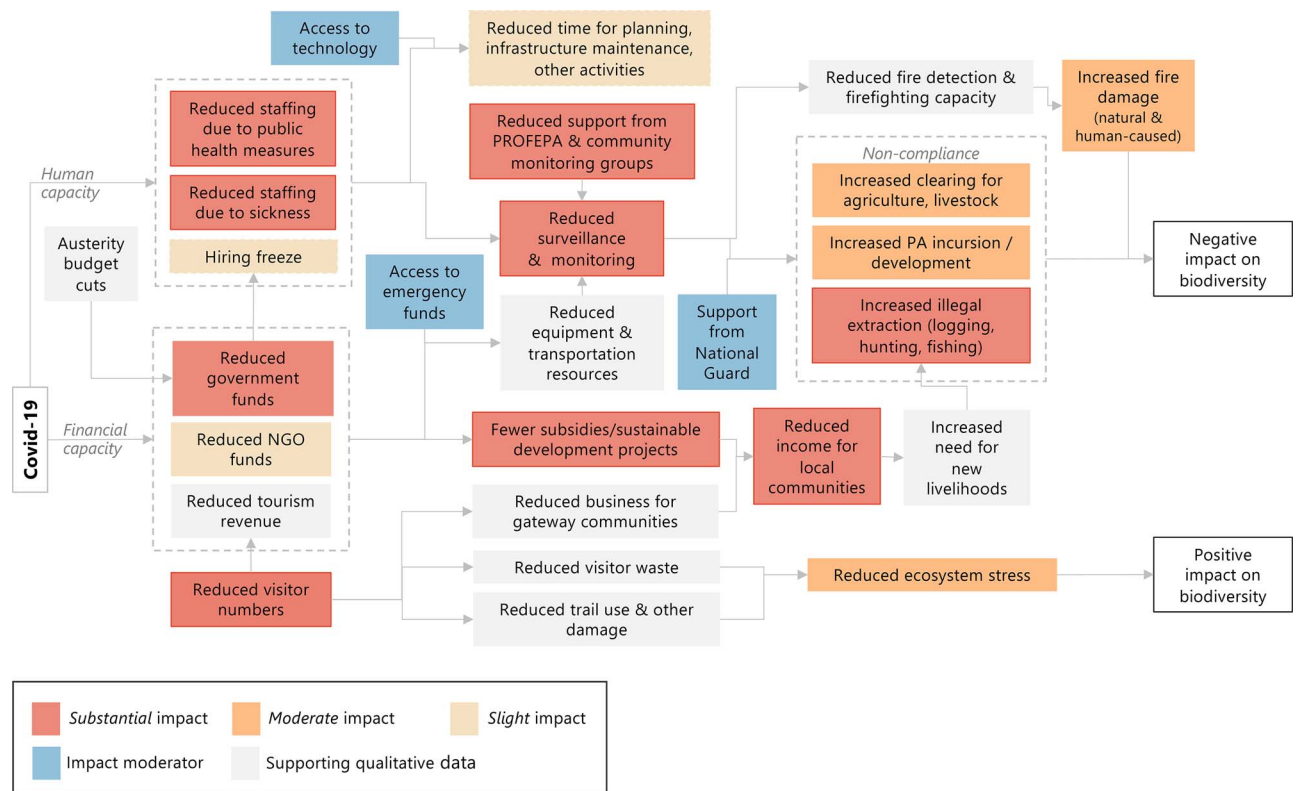 Access to
technology
Reduced time for planning,
infrastructure maintenance,
other activities
Reduced fire detection &
firefighting capacity
Increased fire
damage
(natural &
human-caused)
Reduced staffing
due to public
health measures
Reduced support from
PROFEPA & community
monitoring groups
Human
capacity
Reduced staffing
due to sickness
Hiring freeze
Non-compliance
Increased clearing for
agriculture, livestock
Increased PA incursion /
development
Increased illegal
extraction (logging,
hunting, fishing)
Reduced
surveillance
& monitoring
Negative
impact on
biodiversity
Austerity
budget
cuts
Access to
emergency
funds
Reduced
equipment &
transportation
resources
Support from
National
Guard
Covid-19
Financial
capacity
Reduced
government
funds
Reduced NGO
funds
Reduced tourism
revenue
Fewer subsidies/sustainable
development projects
Reduced
income for
local
communities
Increased
need for
new
livelihoods
Reduced business for
gateway communities
Reduced visitor
numbers
Reduced visitor waste
Reduced trail use & other
damage
Reduced ecosystem stress
Positive
impact on
biodiversity
Substantial impact
Moderate impact
Slight impact
Impact moderator
Supporting qualitative data